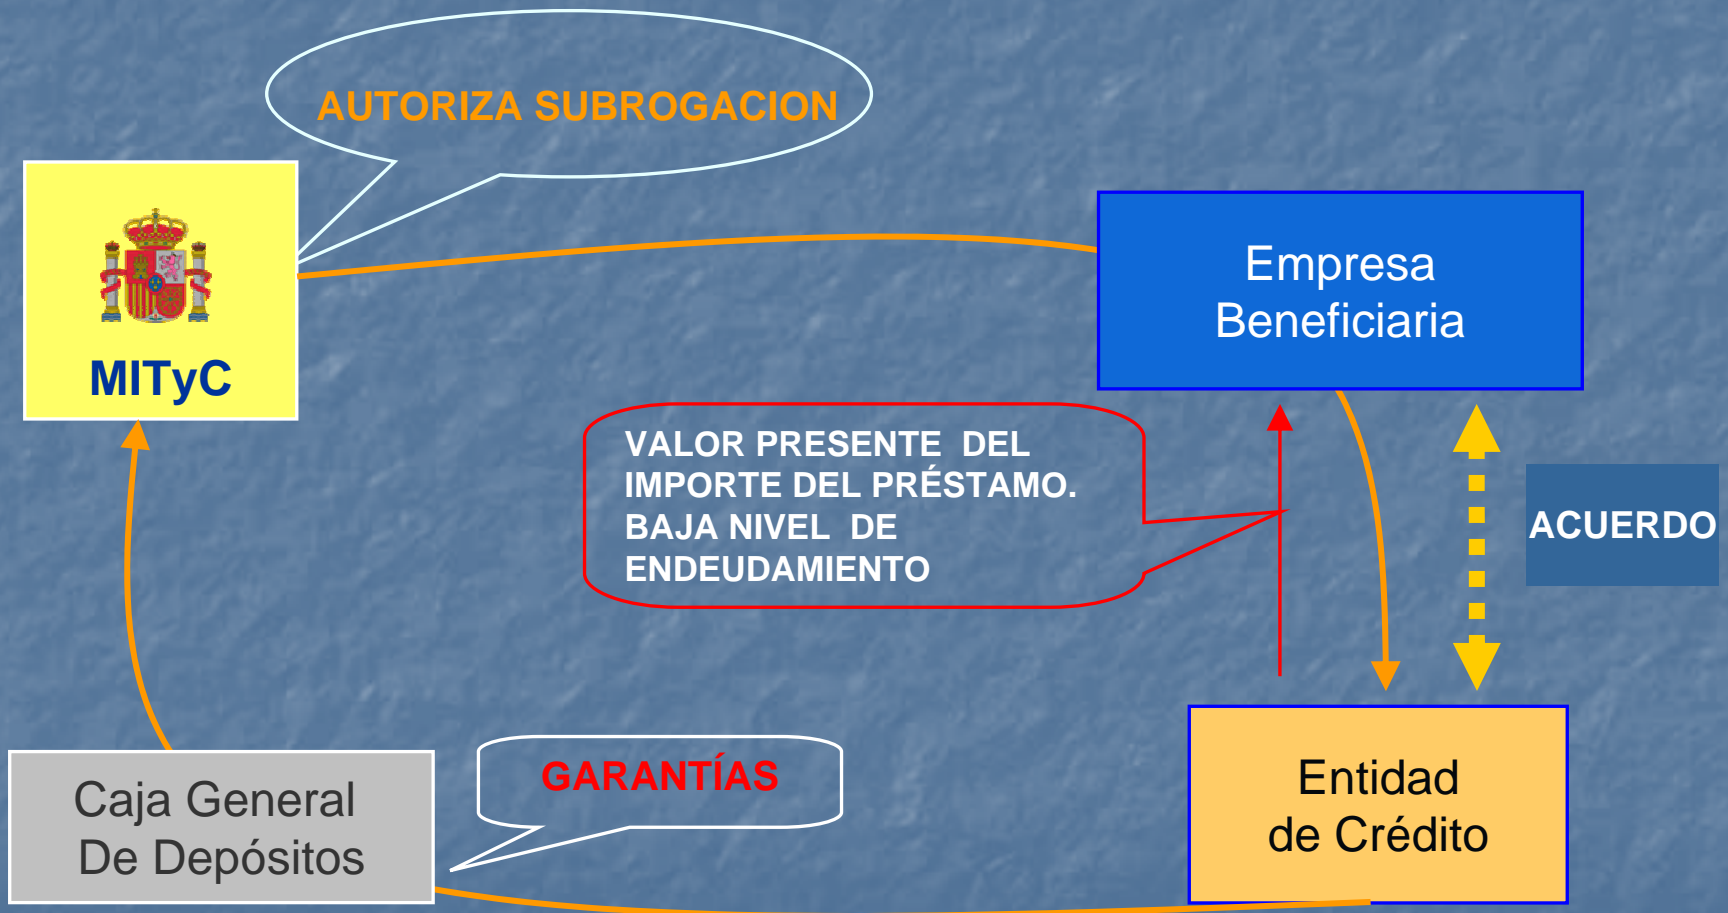 AUTORIZA SUBROGACION
MITyC
Empresa
Beneficiaria
VALOR PRESENTE DEL
IMPORTE DEL PRÉSTAMO.
BAJA NIVEL DE
ENDEUDAMIENTO
ACUERDO
GARANTÍAS
Caja General
De Depósitos
Entidad
de Crédito